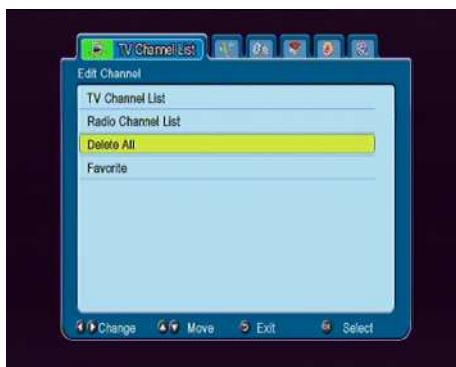 TV Channel List
Edit Channel
TV Channel List
Radio Channel List
Delete All
Favorite
Change Move Exit Select